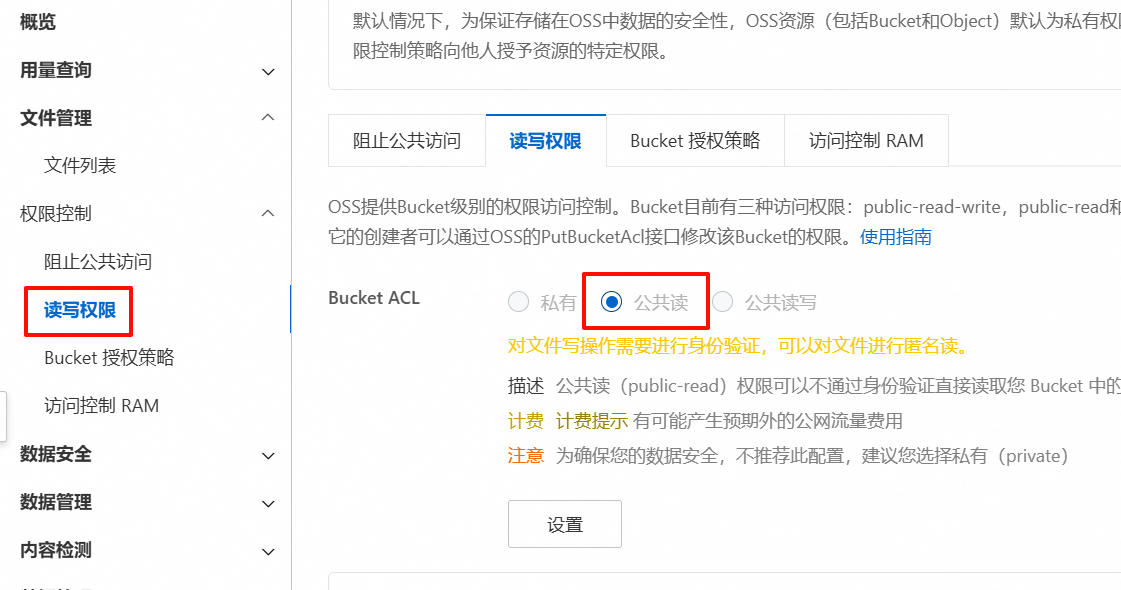 概览
用量查询
文件管理
文件列表
权限控制
阻止公共访问
读写权限
Bucket 授权策略
访问控制 RAM
数据安全
数据管理
内容检测
默认情况下，为保证存储在OSS中数据的安全性，OSS资源（包括Bucket和Object）默认为私有权
限控制策略向他人授予资源的特定权限。
阻止公共访问
读写权限
Bucket 授权策略
访问控制 RAM
OSS提供Bucket级别的权限访问控制。Bucket目前有三种访问权限：public-read-write，public-read和
它的创建者可以通过OSS的PutBucketAcl接口修改该Bucket的权限。使用指南
Bucket ACL
私有 公共读 公共读写
对文件写操作需要进行身份验证，可以对文件进行匿名读。
描述 公共读（public-read）权限可以不通过身份验证直接读取您 Bucket 中的
计费 计费提示 有可能产生预期外的公网流量费用
注意 为确保您的数据安全，不推荐此配置，建议您选择私有（private）
设置